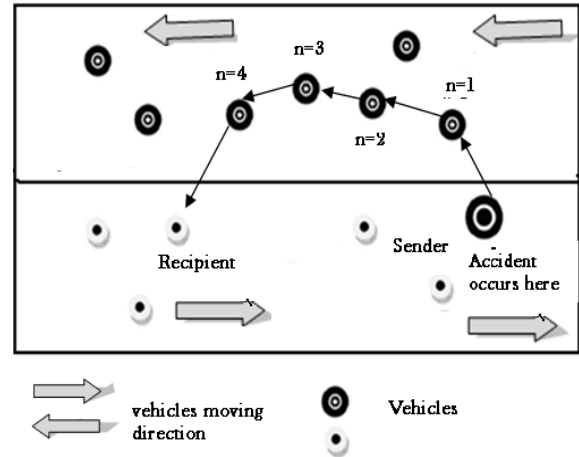 n=3
n=4
n=1
n=2
Sender
Recipient
Accident
occurs here
vehicles moving
direction
Vehicles